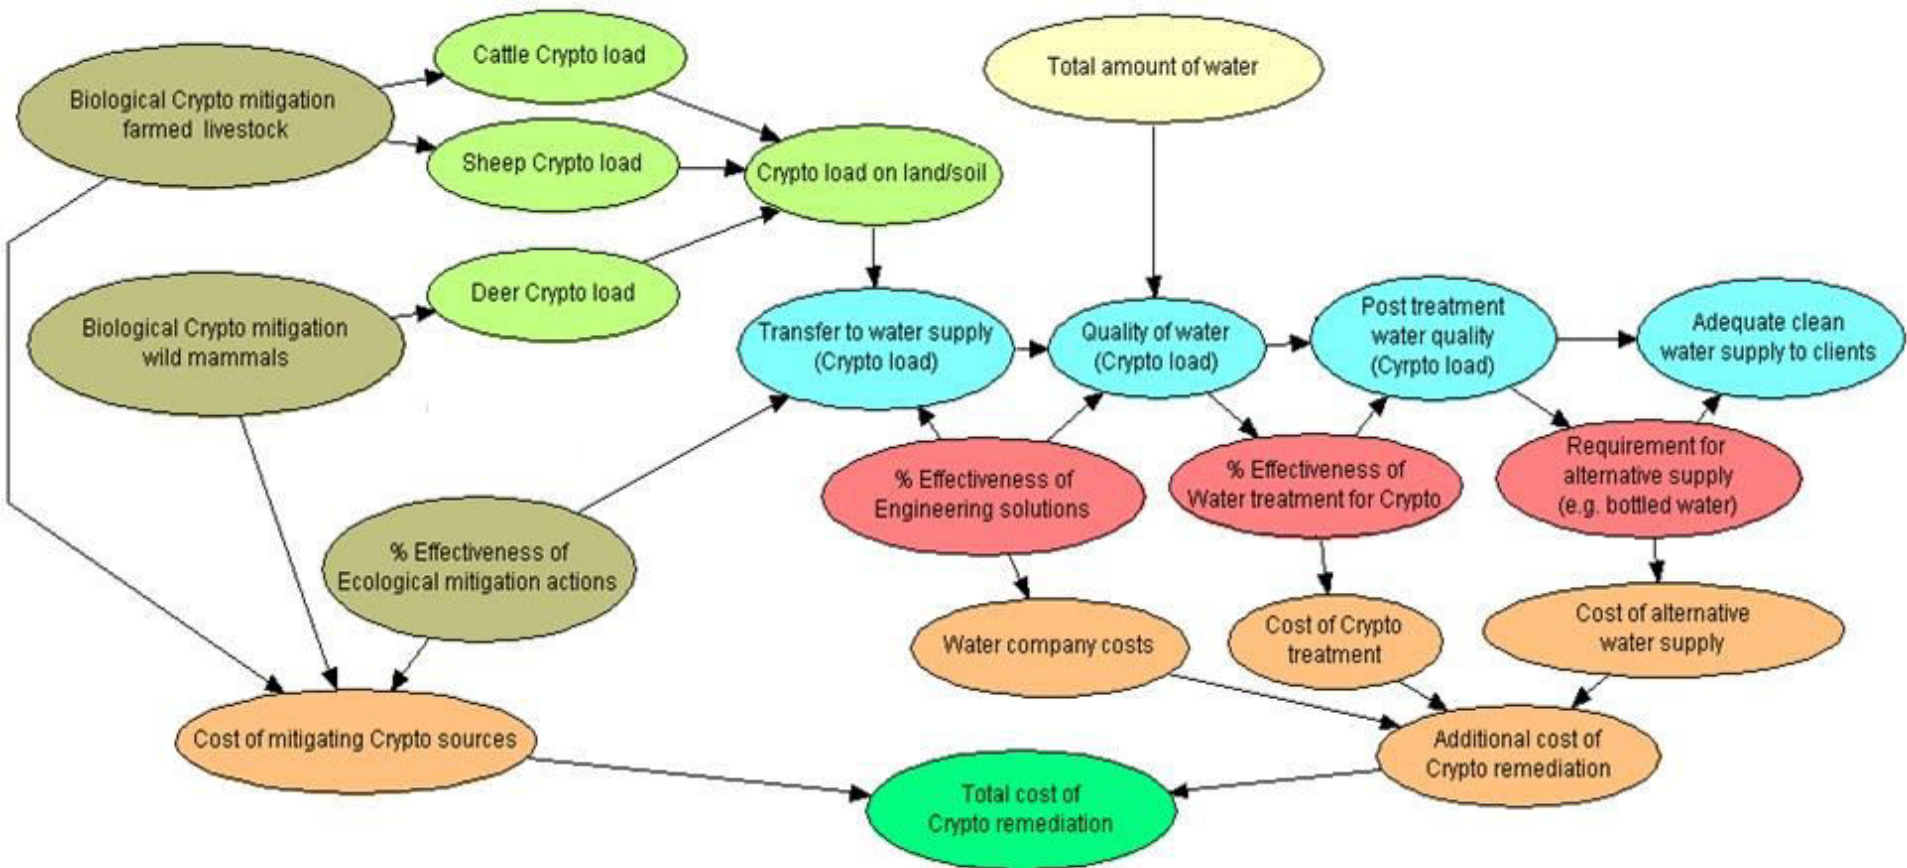 Cattle Crypto load
Total amount of water
Biological Crypto mitigation
farmed livestock
Sheep Crypto load
Crypto load on land/soil
Deer Crypto load
Biological Crypto mitigation
wild mammals
Transfer to water supply
(Crypto load)
Quality of water
(Crypto load)
Post treatment
water quality
(Cyrpto load)
Adequate clean
water supply to clients
% Effectiveness of
Engineering solutions
% Effectiveness of
Water treatment for Crypto
Requirement for
alternative supply
(e.g. bottled water)
% Effectiveness of
Ecological mitigation actions
Water company costs
Cost of Crypto
treatment
Cost of alternative
water supply
Cost of mitigating Crypto sources
Additional cost of
Crypto remediation
Total cost of
Crypto remediation